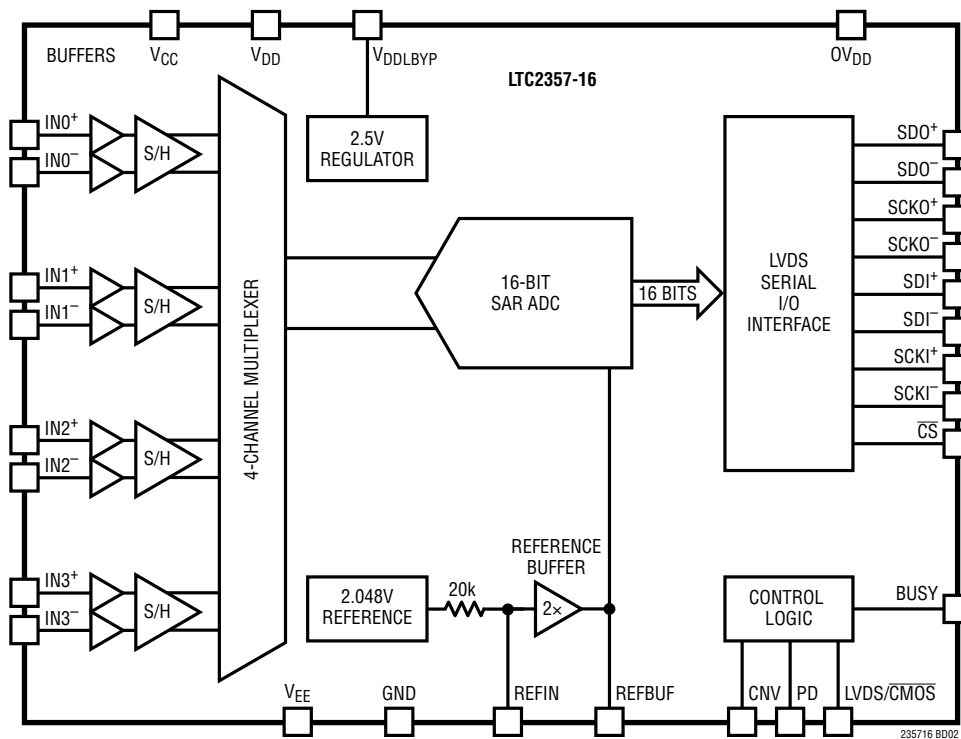 BUFFERS
VCC
VDD
VDDLBYP
OVDD
LTC2357-16
IN0+
IN0–
S/H
IN1+
IN1–
S/H
IN2+
IN2–
S/H
IN3+
IN3–
S/H
4-CHANNEL MULTIPLEXER
2.5V
REGULATOR
16-BIT
SAR ADC
16 BITS
LVDS
SERIAL
I/O
INTERFACE
SDO+
SDO–
SCKO+
SCKO–
SDI+
SDI–
SCKI+
SCKI–
CS
2.048V
REFERENCE
20k
REFERENCE
BUFFER
2×
CONTROL
LOGIC
BUSY
VEE
GND
REFIN
REFBUF
CNV
PD
LVDS/CMOS
235716 BD02